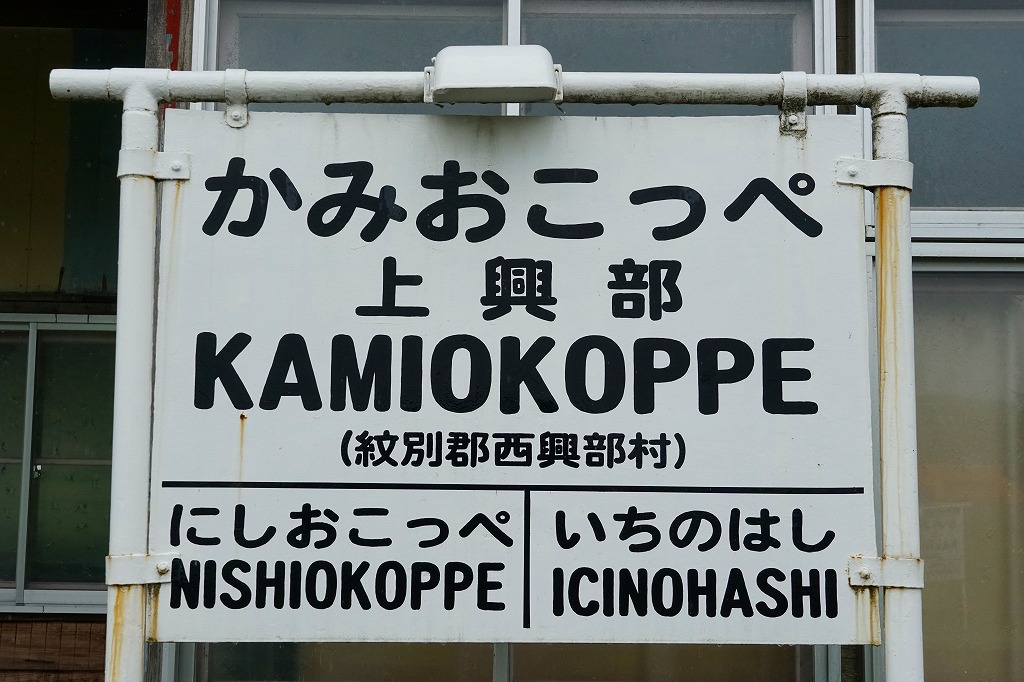 かみおこっぺ
上興部
KAMIOKOPPE
(紋別郡西興部村)
にしおこっぺ
NISHIOKOPPE
いちのはし
ICINOHASHI